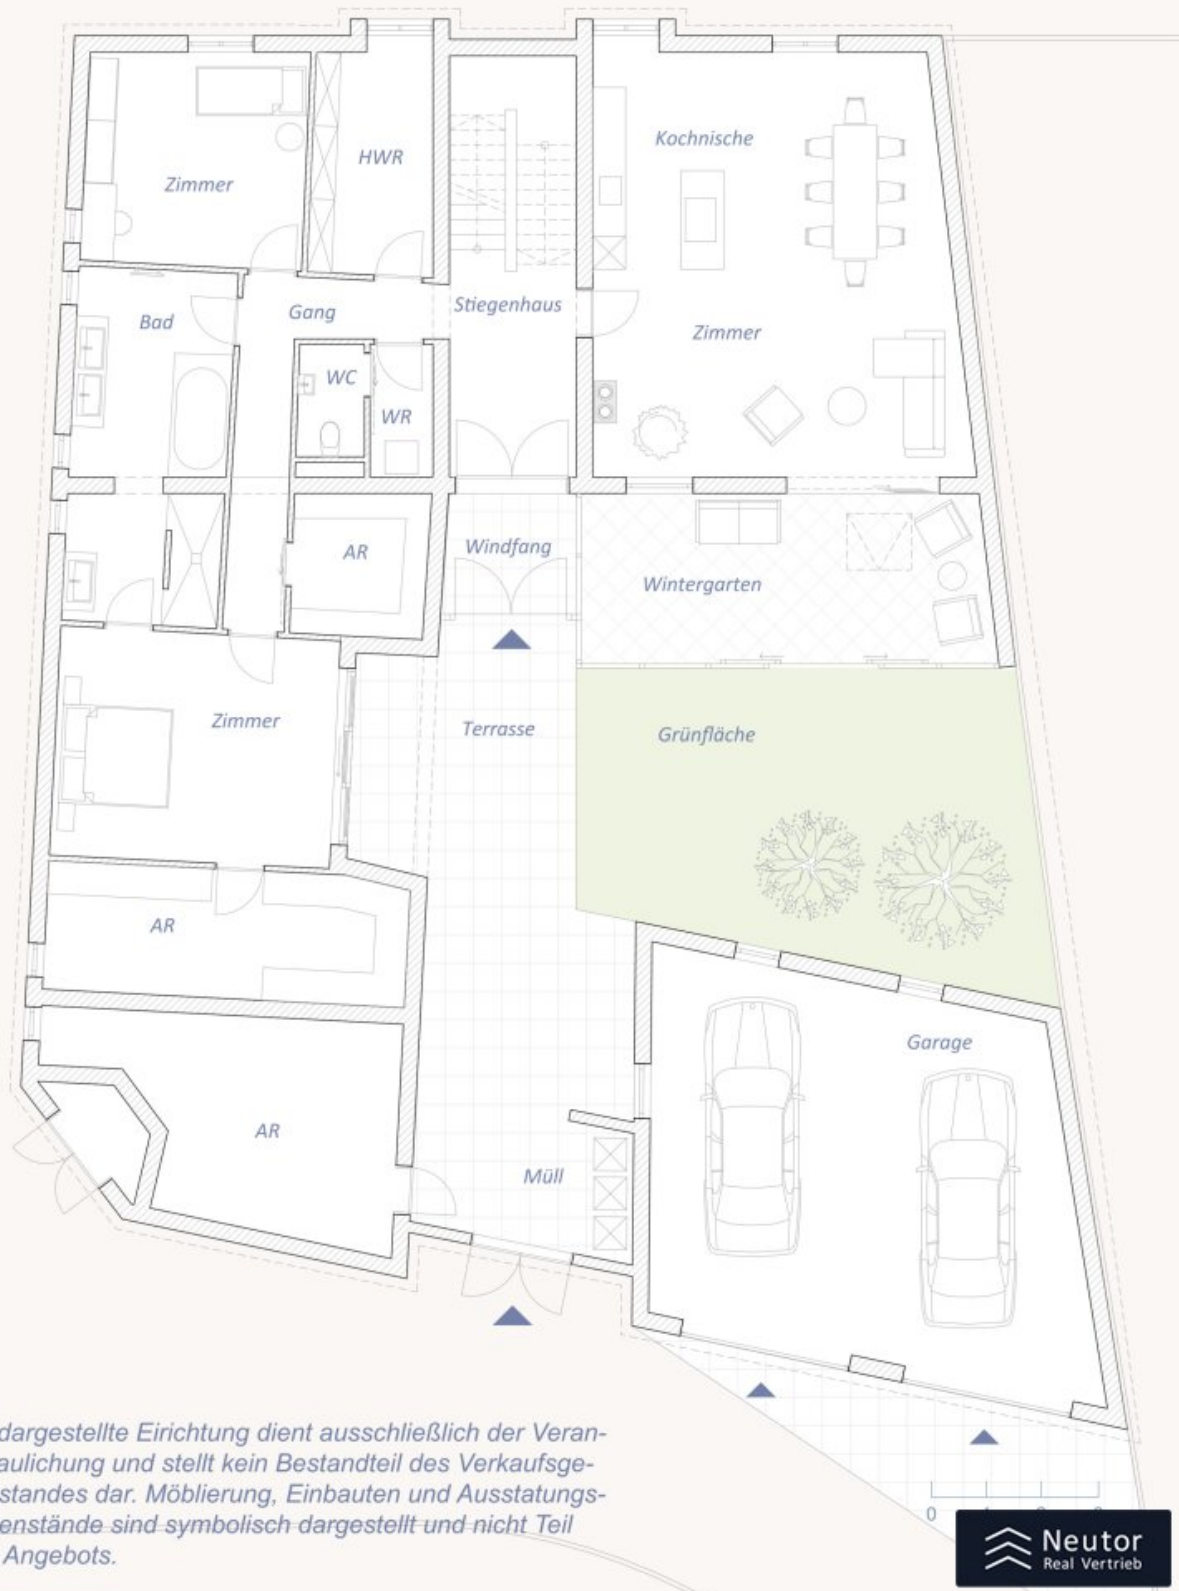 Kochnische
HWR
Zimmer
Stiegenhaus
Gang
Bad
Zimmer
WC
WR
Windfang
AR
Wintergarten
Zimmer
Terrasse
Grünfläche
AR
Garage
AR
Müll
dargestellte Eirichtung dient ausschließlich der Veran-
aulichung und stellt kein Bestandteil des Verkaufsge-
standes dar. Möblierung, Einbauten und Ausstatungs-
enstände sind symbolisch dargestellt und nicht Teil
Angebots.
0
Neutor
Real Vertrieb